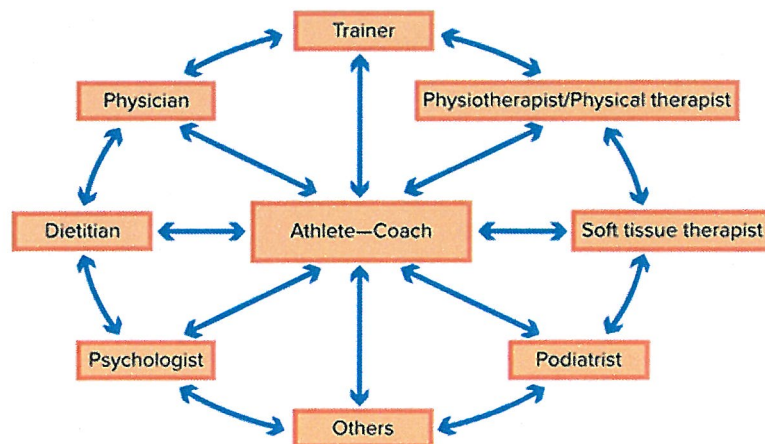 Trainer
Physician
Physiotherapist/Physical therapist
Dietitian
Athlete—Coach
Soft tissue therapist
Psychologist
Podiatrist
Others